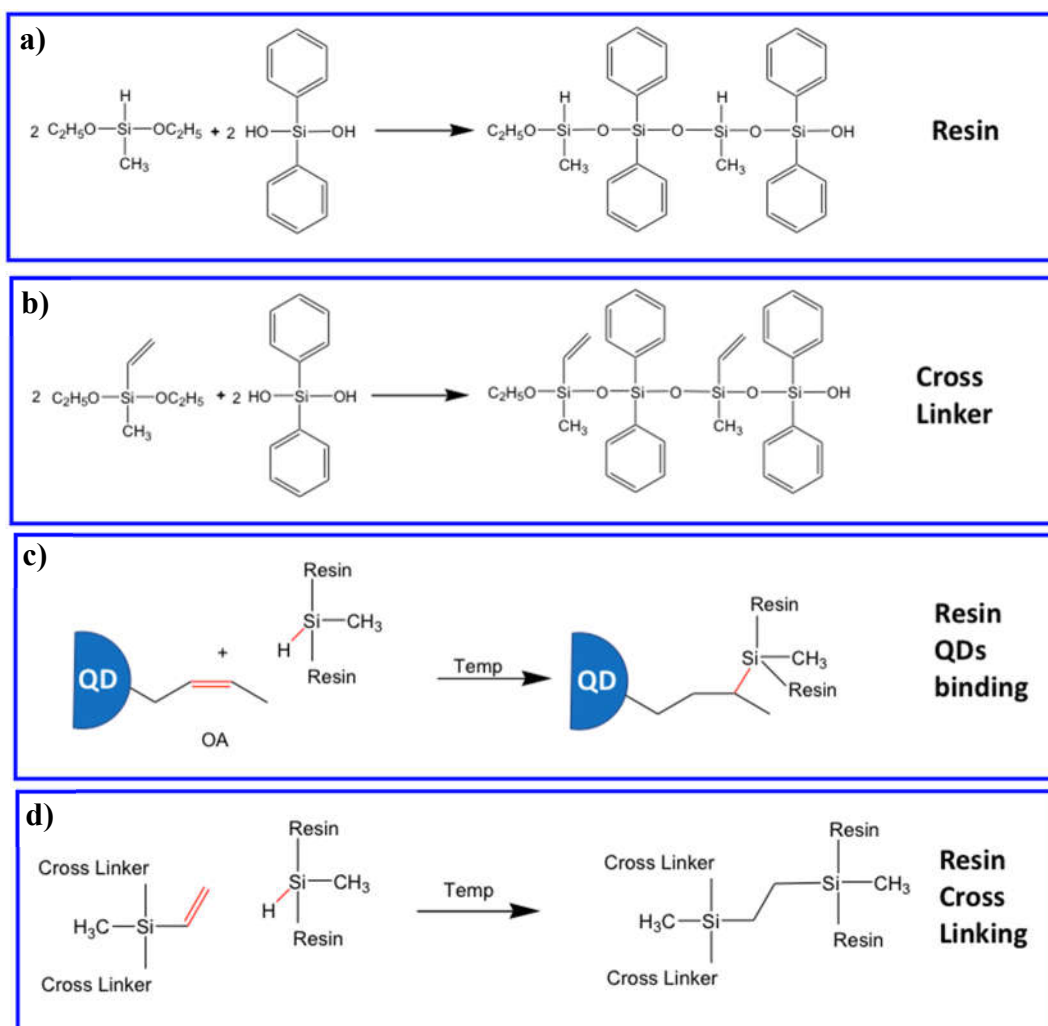 a)
H
2 C2H5O—Si—OC2H5 + 2 HO—Si—OH
CH3
H H
C2H5O—Si—O—Si—O—Si—O—Si—OH
CH3 CH3
Resin
b)
2 C2H5O—Si—OC2H5 + 2 HO—Si—OH
CH3
C2H5O—Si—O—Si—O—Si—O—Si—OH
CH3 CH3
Cross
Linker
c)
QD
OA
+
Resin
Si CH3
H
Resin
Temp
QD
Resin
Si CH3
Resin
Resin
QDs
binding
d)
Cross Linker
H3C—Si
Cross Linker
Resin
Si—CH3
H
Resin
Temp
Cross Linker
H3C—Si
Cross Linker
Resin
Si—CH3
Resin
Resin
Cross
Linking